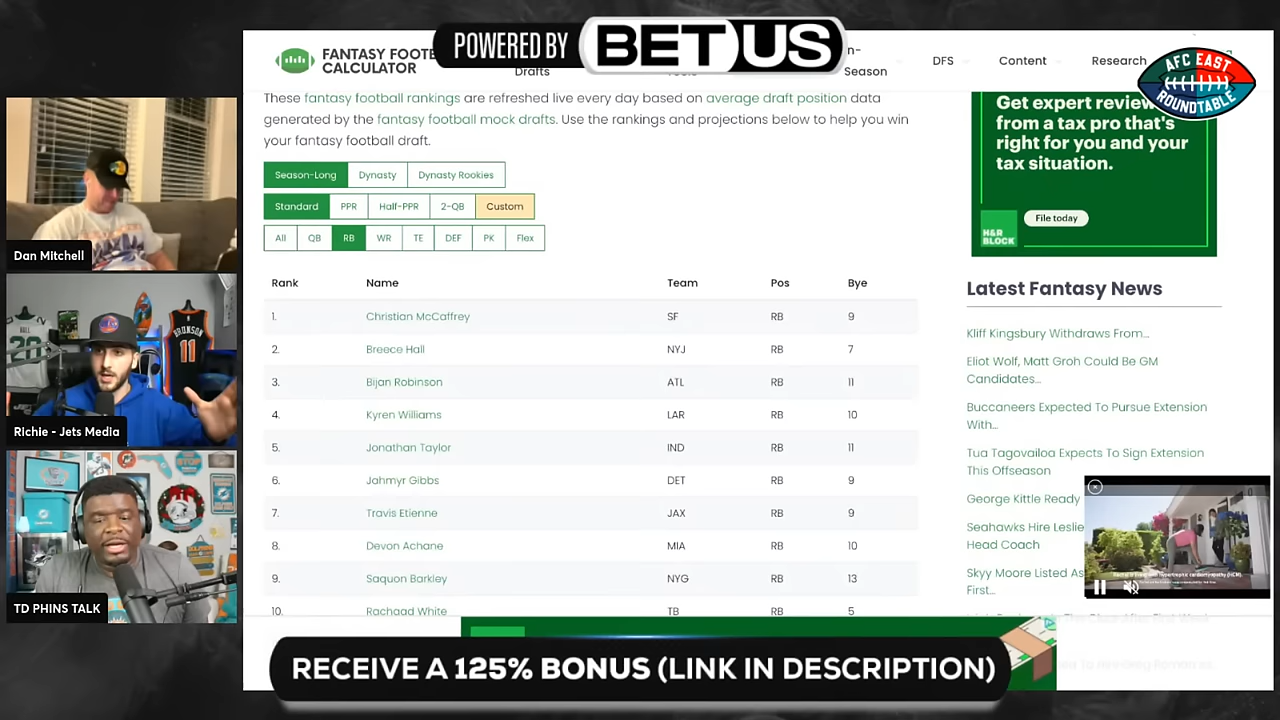 POWERED BY BET US
FANTASY FOOTB
CALCULATOR
Drafts
n-
Season
DFS
Content
Research
AFC EAST
ROUNDTABLE
These fantasy football rankings are refreshed live every day based on average draft position data
generated by the fantasy football mock drafts. Use the rankings and projections below to help you win
your fantasy football draft.
Season-Long Dynasty Dynasty Rookies
Standard PPR Half-PPR 2-QB Custom
All QB RB WR TE DEF PK Flex
Rank Name Team Pos Bye
1. Christian McCaffrey SF RB 9
2. Breece Hall NYJ RB 7
3. Bijan Robinson ATL RB 11
4. Kyren Williams LAR RB 10
5. Jonathan Taylor IND RB 11
6. Jahmyr Gibbs DET RB 9
7. Travis Etienne JAX RB 9
8. Devon Achane MIA RB 10
9. Saquon Barkley NYG RB 13
10. Rachaad White TB RB 5
Get expert review
from a tax pro that's
right for you and your
tax situation.
H&R
BLOCK
File today
Latest Fantasy News
Kliff Kingsbury Withdraws From...
Eliot Wolf, Matt Groh Could Be GM
Candidates...
Buccaneers Expected To Pursue Extension
With...
Tua Tagovailoa Expects To Sign Extension
This Offseason
George Kittle Ready
Seahawks Hire Leslie
Head Coach
Skyy Moore Listed As
First...
Dan Mitchell
HALL
20
BRUNSON
11
Richie - Jets Media
TD PHINS TALK
RECEIVE A 125% BONUS (LINK IN DESCRIPTION)